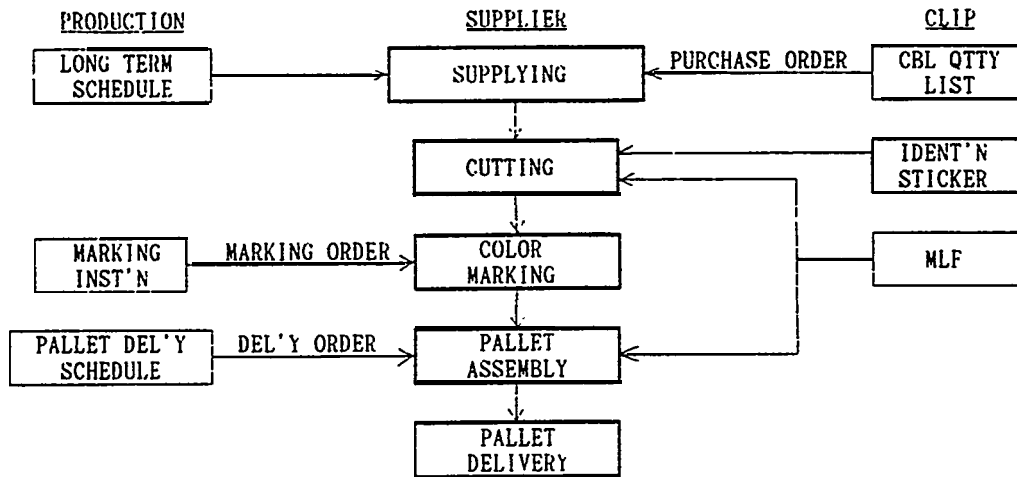 PRODUCTION
SUPPLIER
CLIP
LONG TERM
SCHEDULE
SUPPLYING
PURCHASE ORDER
CBL QTTY
LIST
CUTTING
IDENT'N
STICKER
MARKING
INST'N
MARKING ORDER
COLOR
MARKING
MLF
PALLET DEL'Y
SCHEDULE
DEL'Y ORDER
PALLET
ASSEMBLY
PALLET
DELIVERY